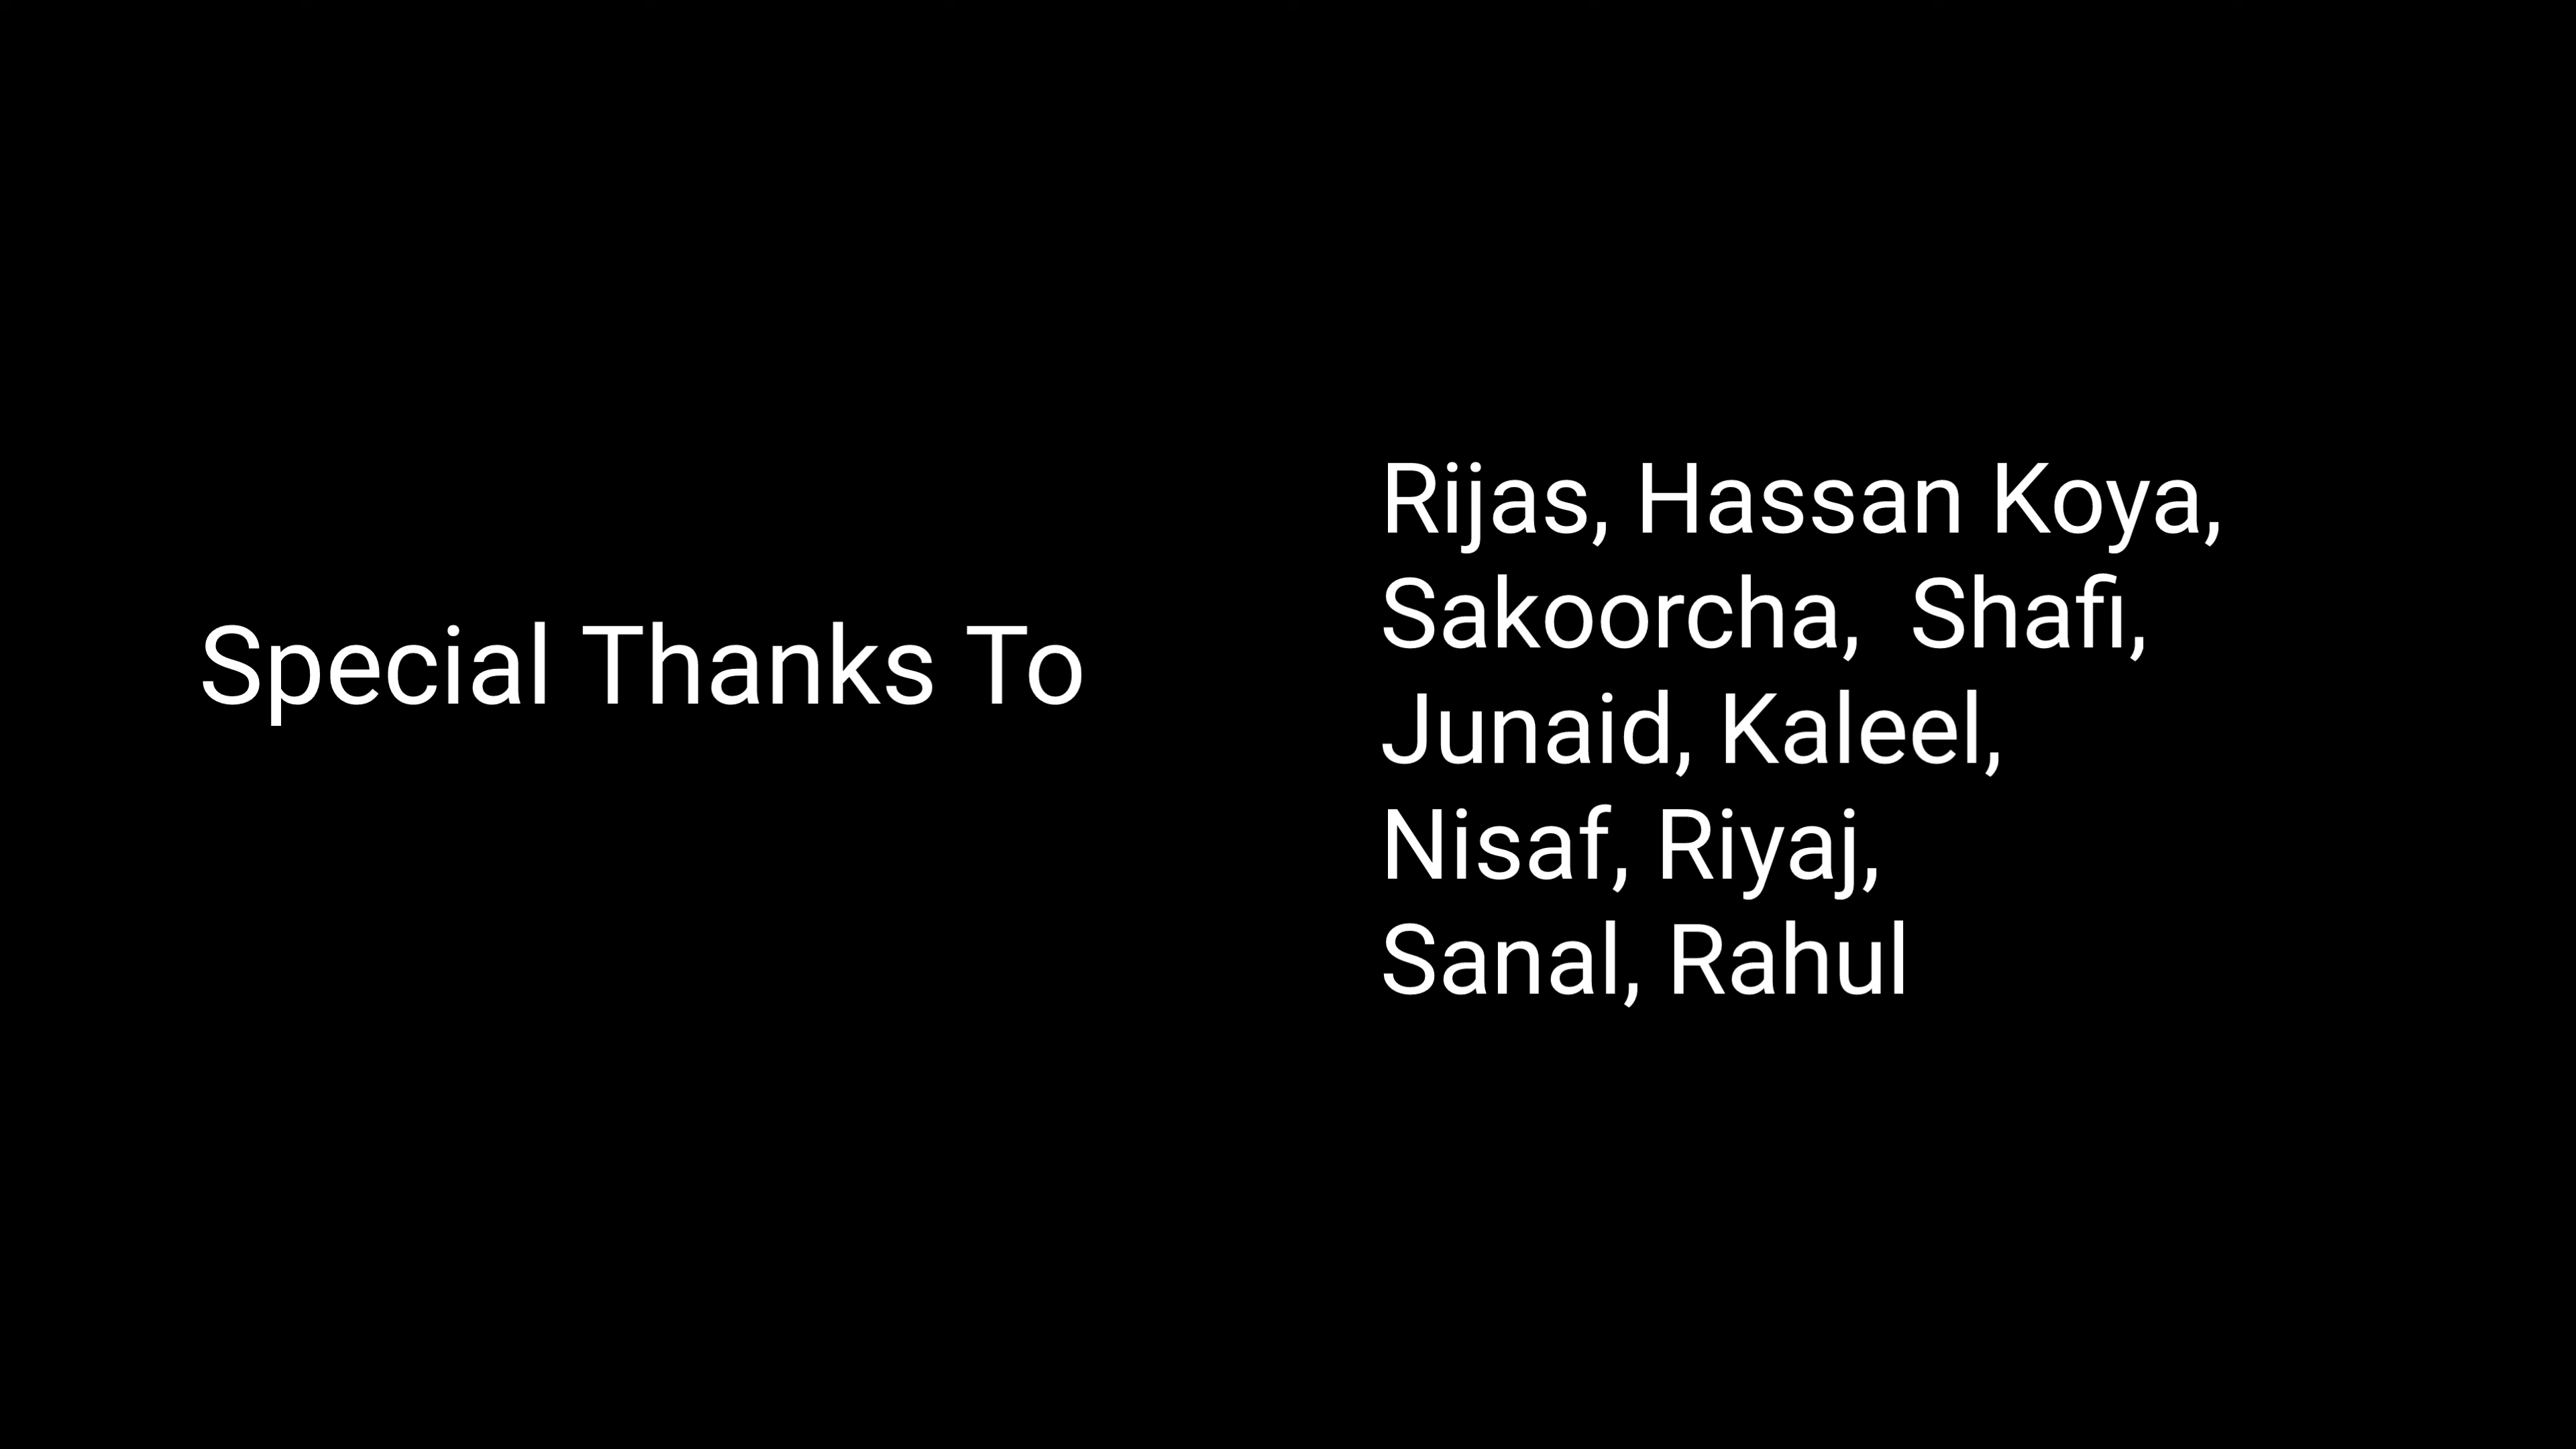 Special Thanks To
Rijas, Hassan Koya,
Sakoorcha,  Shafi,
Junaid, Kaleel,
Nisaf, Riyaj,
Sanal, Rahul